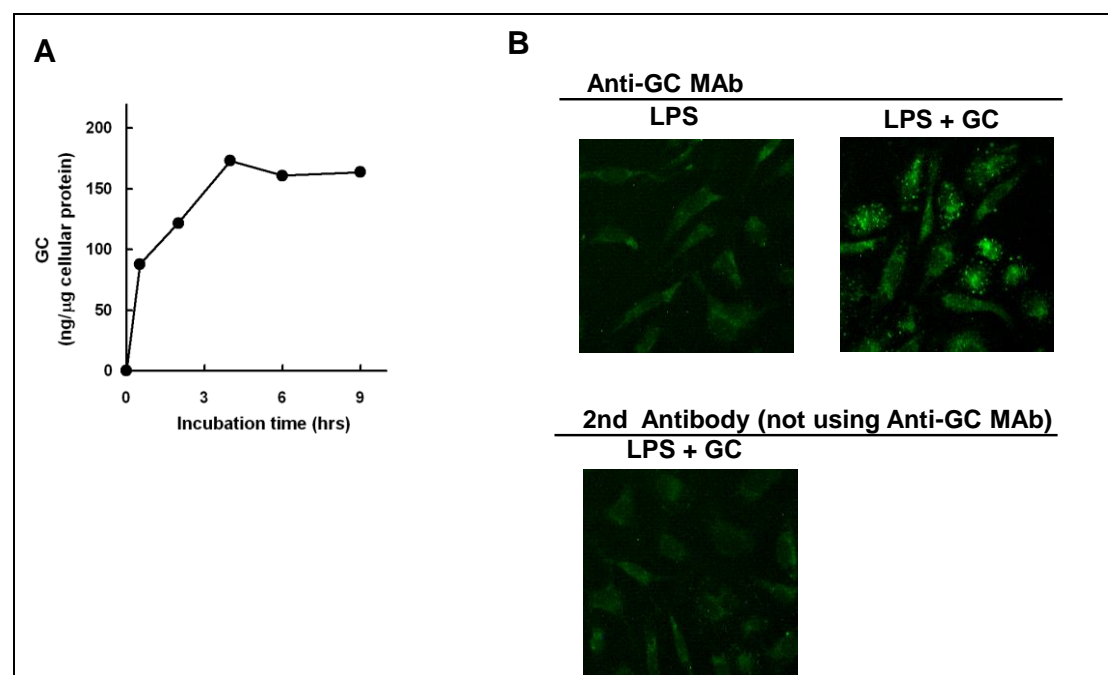 A
GC
(ng/μg cellular protein)
200
150
100
50
0
0 3 6 9
Incubation time (hrs)
B
Anti-GC MAb
LPS
LPS + GC
2nd Antibody (not using Anti-GC MAb)
LPS + GC